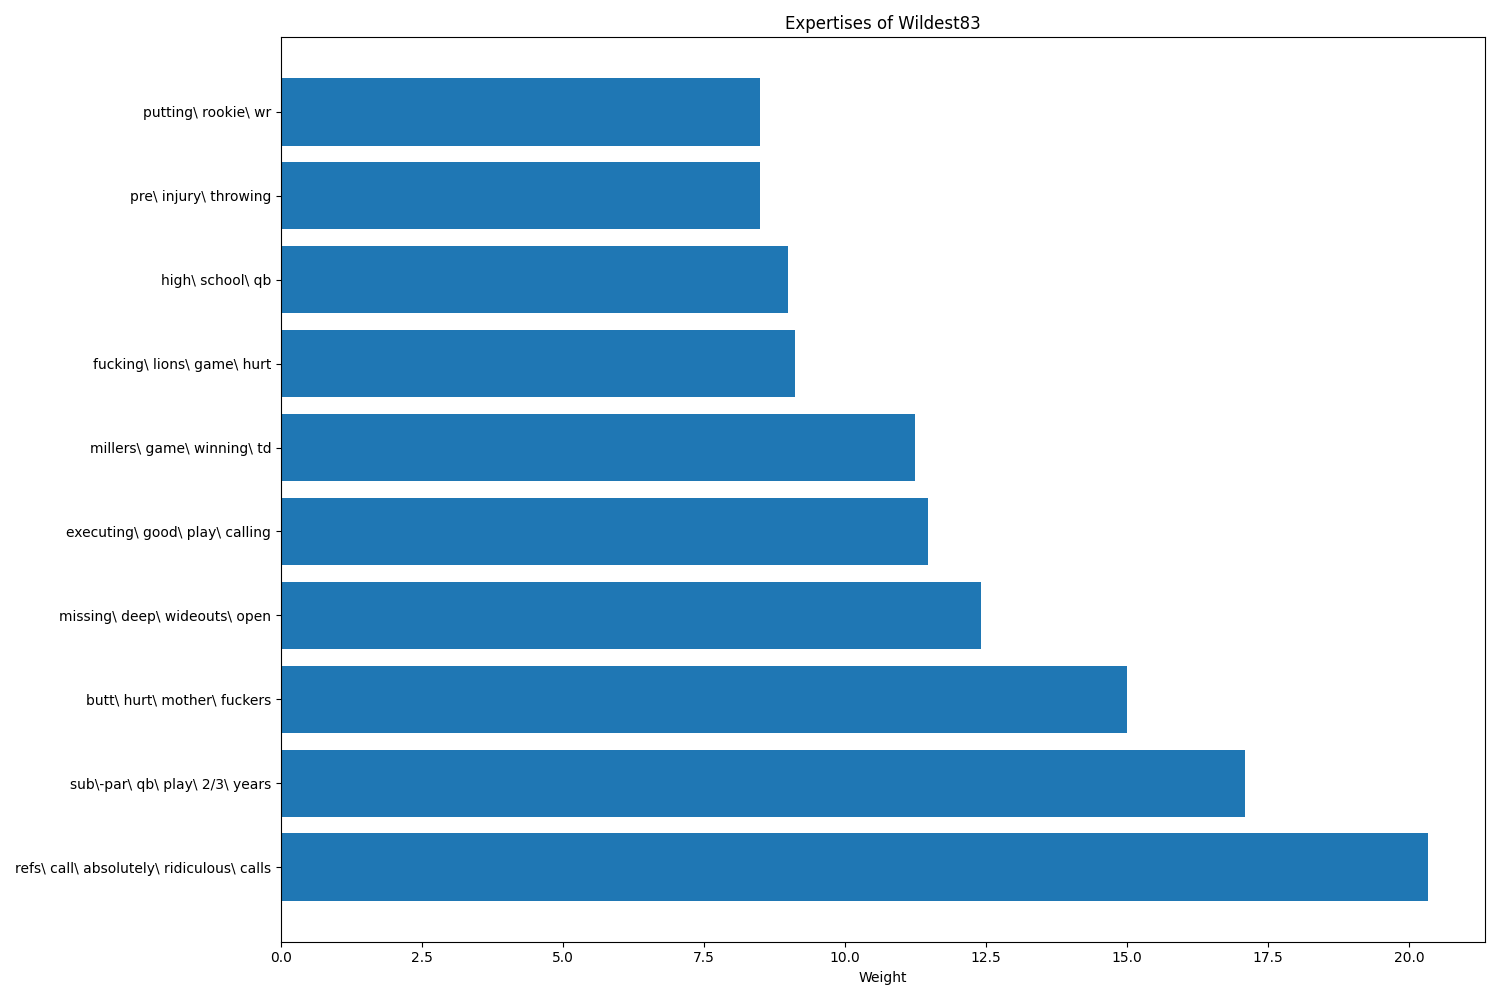 Expertises of Wildest83
putting\ rookie\ wr
pre\ injury\ throwing
high\ school\ qb
fucking\ lions\ game\ hurt
millers\ game\ winning\ td
executing\ good\ play\ calling
missing\ deep\ wideouts\ open
butt\ hurt\ mother\ fuckers
sub\-par\ qb\ play\ 2/3\ years
refs\ call\ absolutely\ ridiculous\ calls
0.0 2.5 5.0 7.5 10.0 12.5 15.0 17.5 20.0
Weight